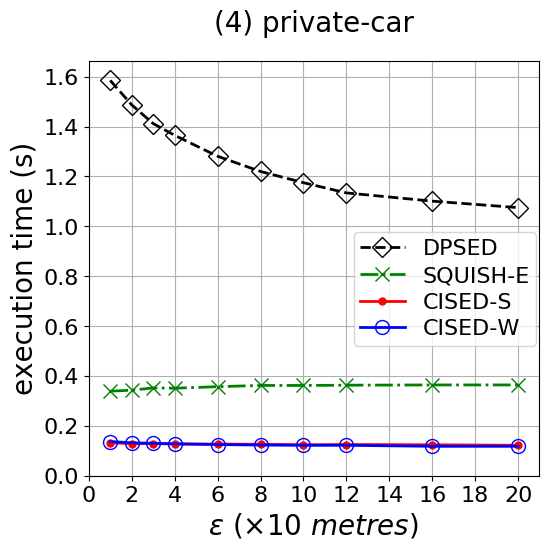 (4) private-car
execution time (s)
1.6
1.4
1.2
1.0
0.8
0.6
0.4
0.2
0.0
DPSED
SQUISH-E
CISED-S
CISED-W
0 2 4 6 8 10 12 14 16 18 20
ε (×10 metres)